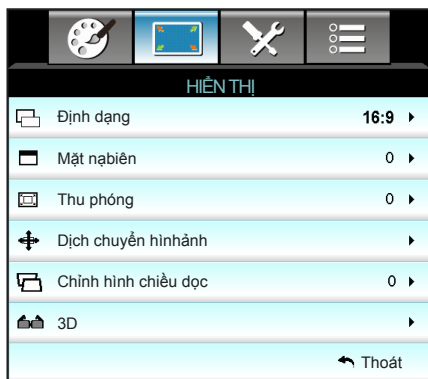 HIỂN THỊ
Định dạng 16:9
Mặt nạbiên 0
Thu phóng 0
Dịch chuyển hìnhảnh
Chỉnh hình chiều dọc 0
3D
Thoát